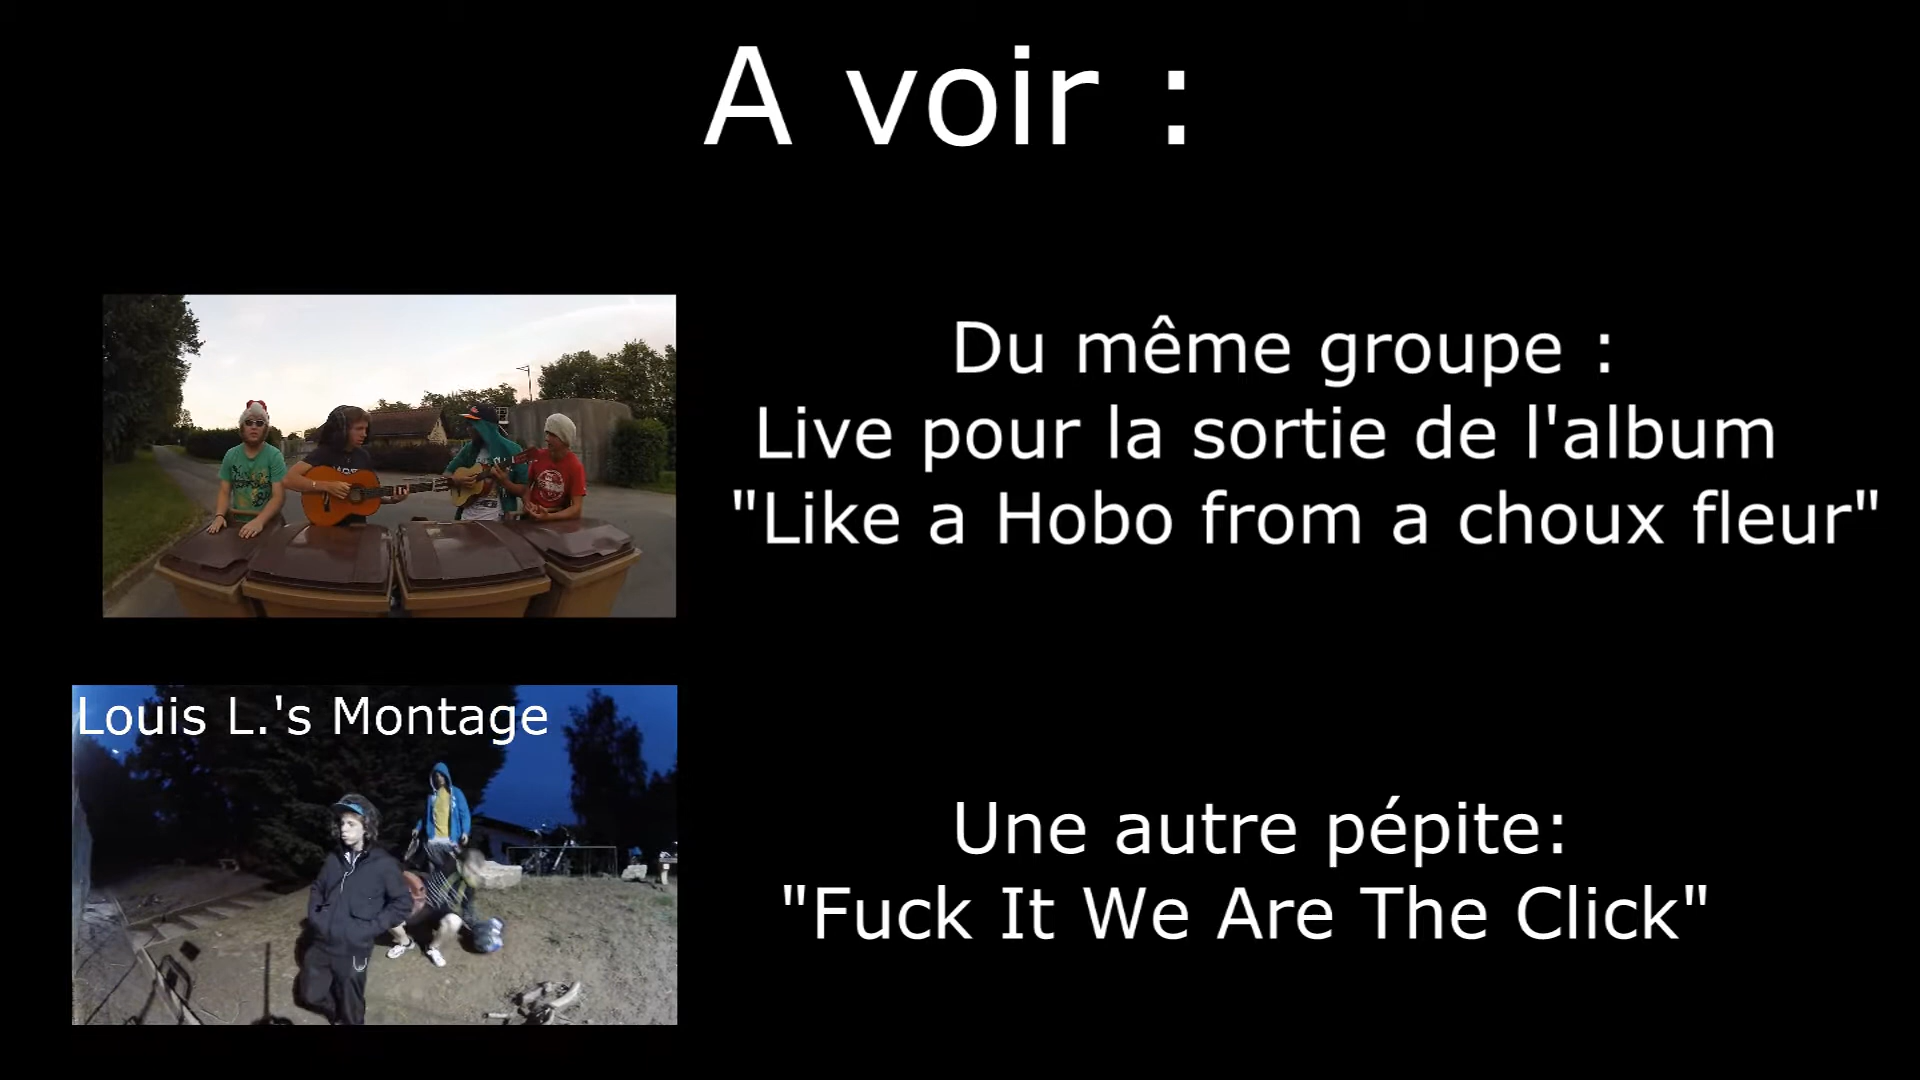 A voir :
Du même groupe :
Live pour la sortie de l'album
"Like a Hobo from a choux fleur"
Louis L.'s Montage
Une autre pépite:
"Fuck It We Are The Click"